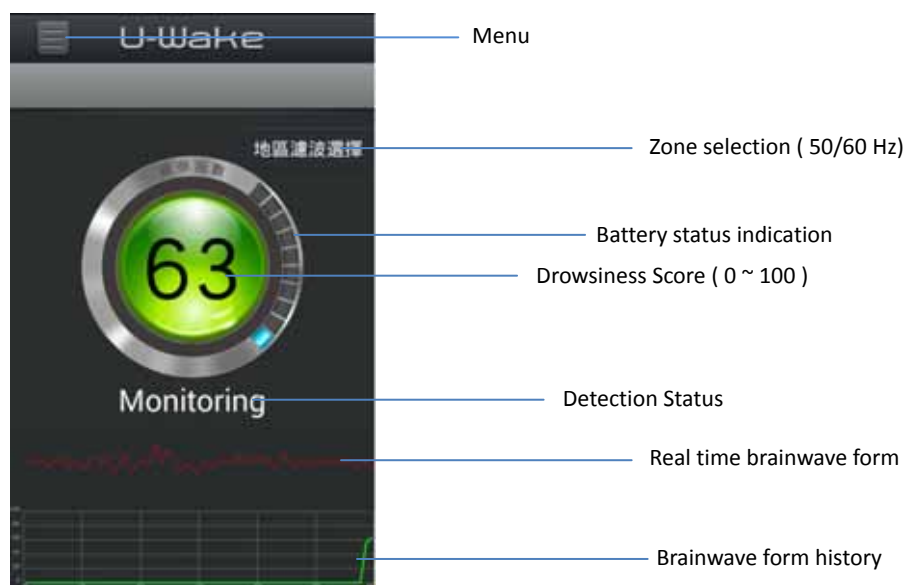 U-Wake
Menu
地區濾波選擇
Zone selection ( 50/60 Hz)
Battery status indication
63
Drowsiness Score ( 0 ~ 100 )
Monitoring
Detection Status
Real time brainwave form
Brainwave form history